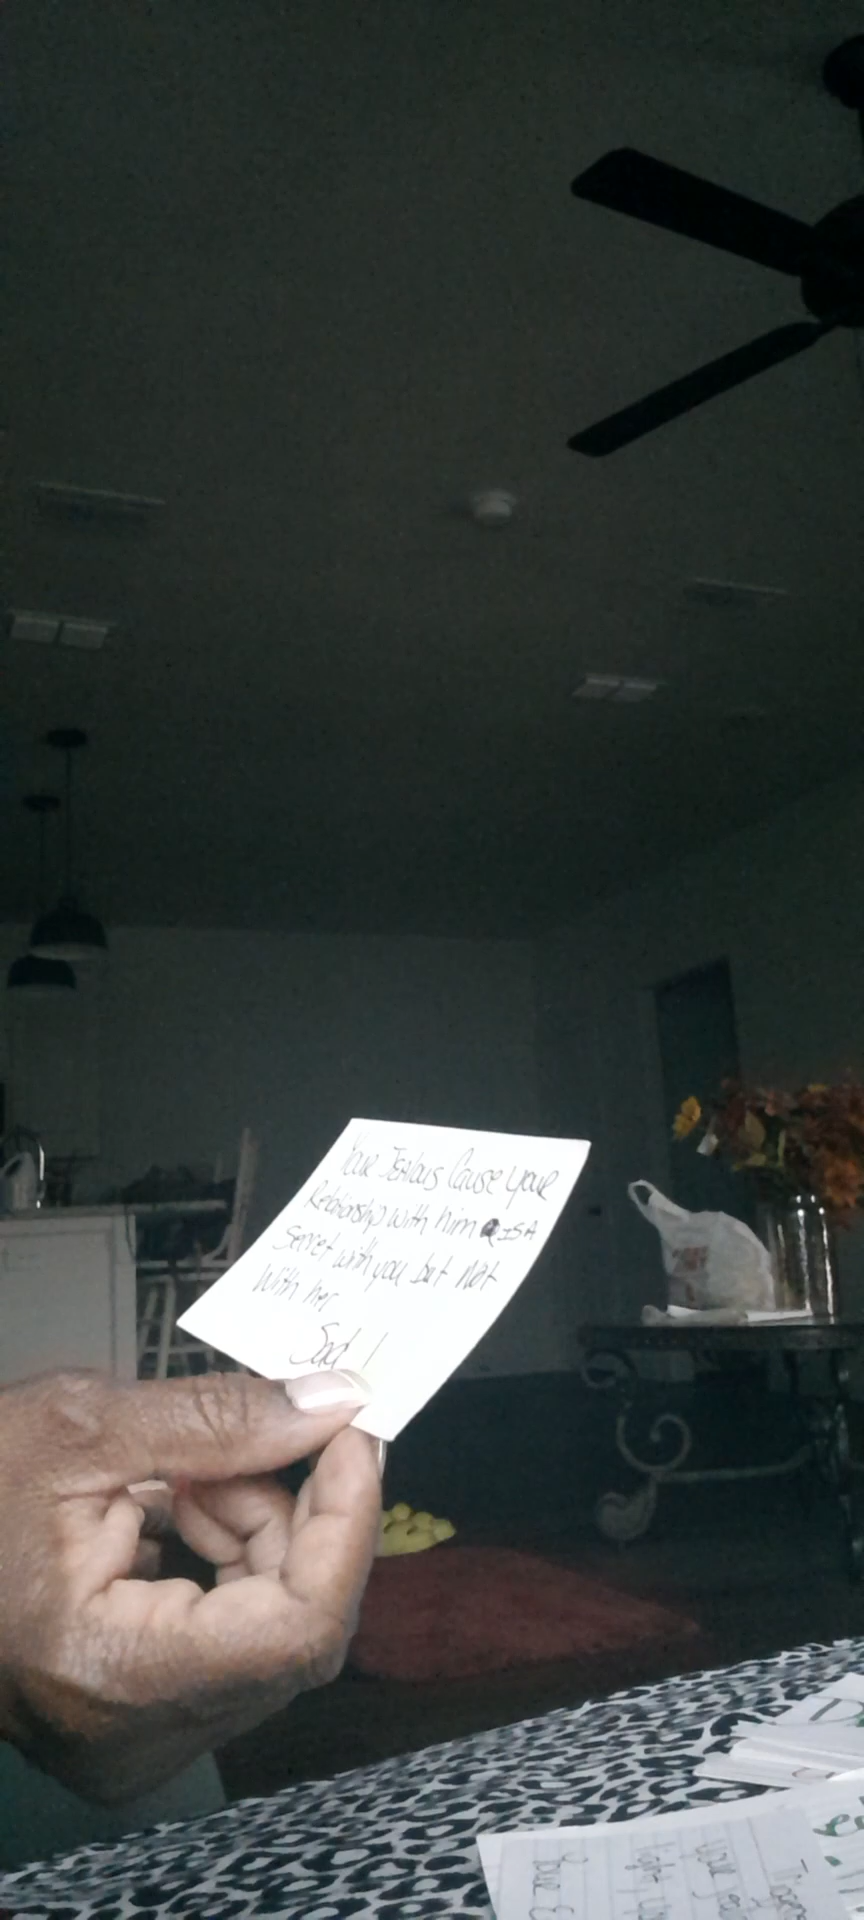 Your Jealous Cause your
Relationship with him IS A
Secret with you but not
With her
Sad !